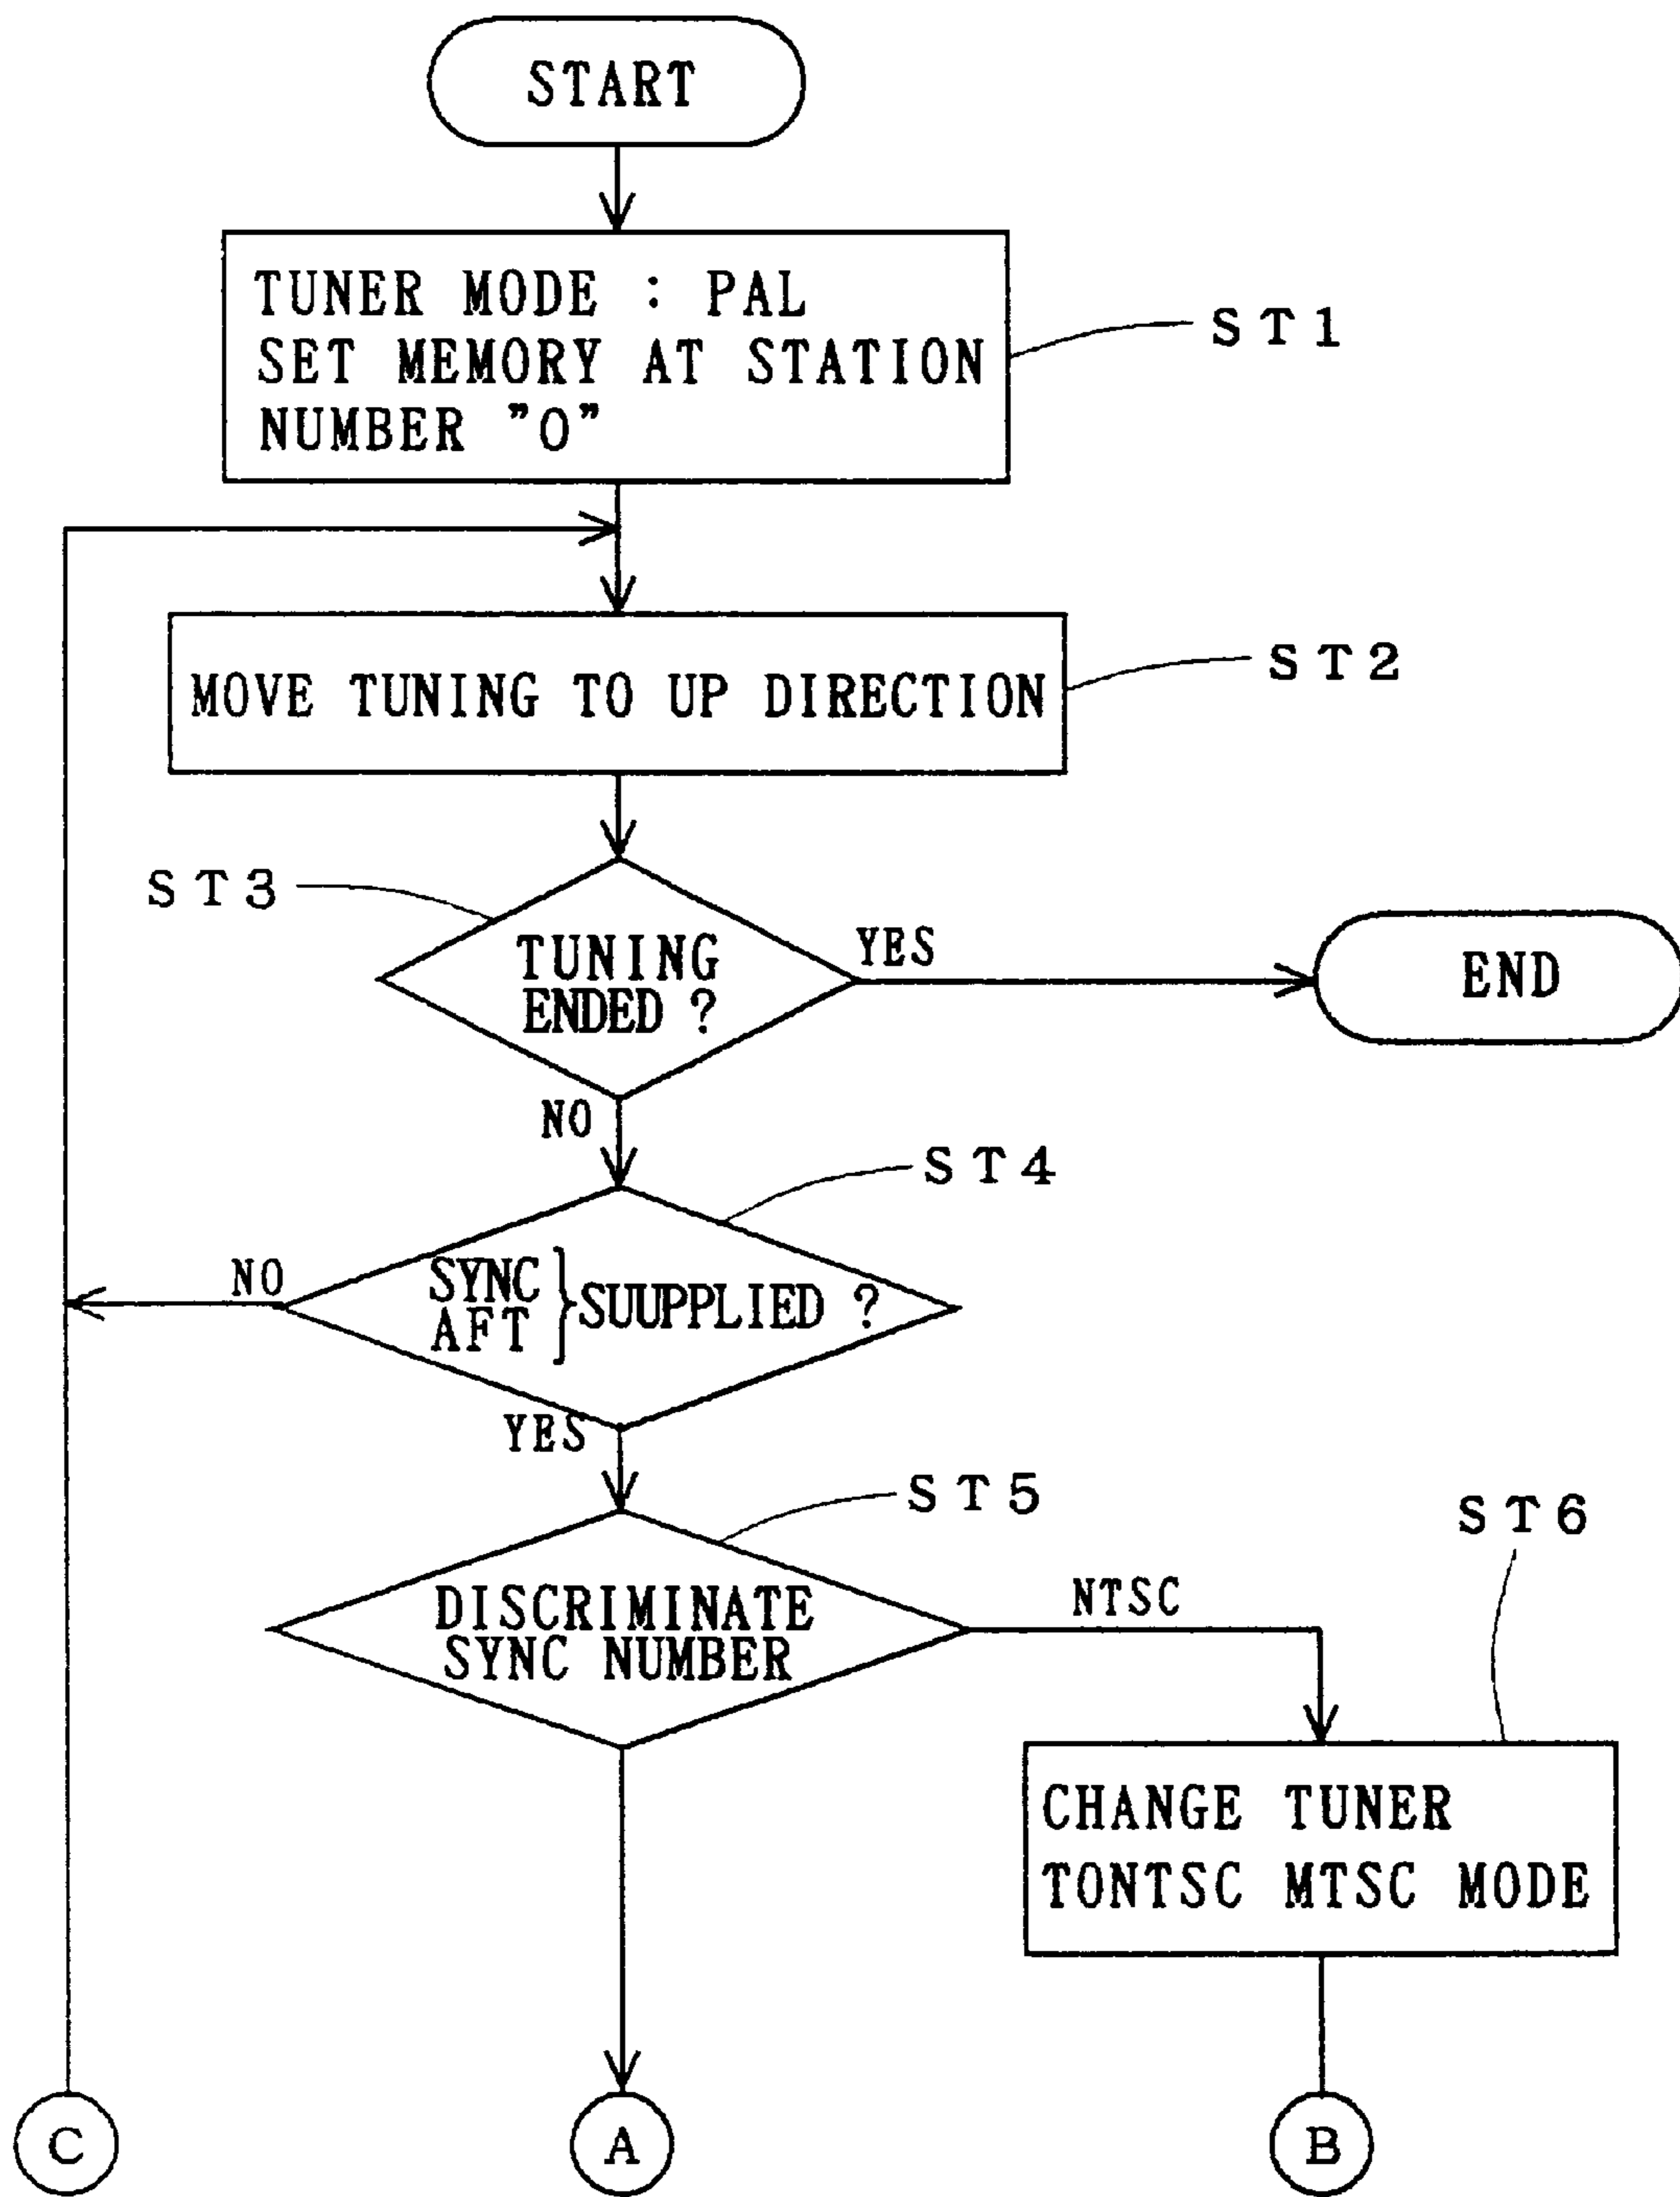 START
TUNER MODE : PAL
SET MEMORY AT STATION
NUMBER "0"
ST1
MOVE TUNING TO UP DIRECTION
ST2
ST3
TUNING
ENDED ?
YES
END
NO
ST4
SYNC
AFT
} SUUPPLIED ?
NO
YES
ST5
DISCRIMINATE
SYNC NUMBER
NTSC
ST6
CHANGE TUNER
TONTSC MTSC MODE
C
A
B